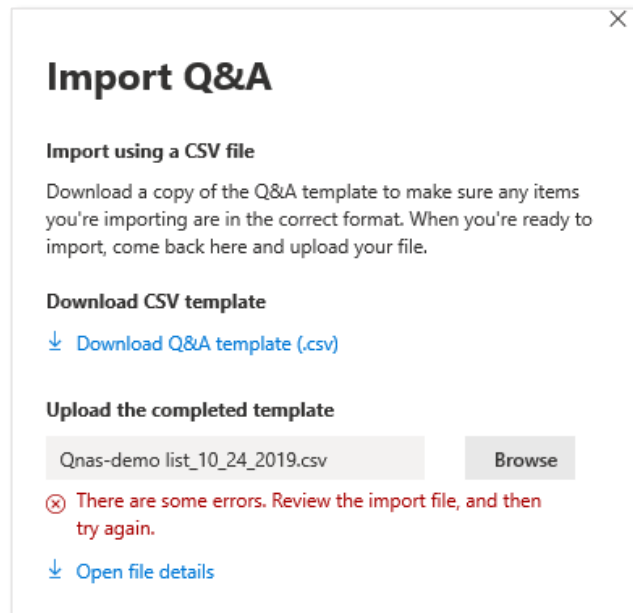 Import Q&A
Import using a CSV file
Download a copy of the Q&A template to make sure any items
you're importing are in the correct format. When you're ready to
import, come back here and upload your file.
Download CSV template
Download Q&A template (.csv)
Upload the completed template
Qnas-demo list_10_24_2019.csv Browse
There are some errors. Review the import file, and then
try again.
Open file details